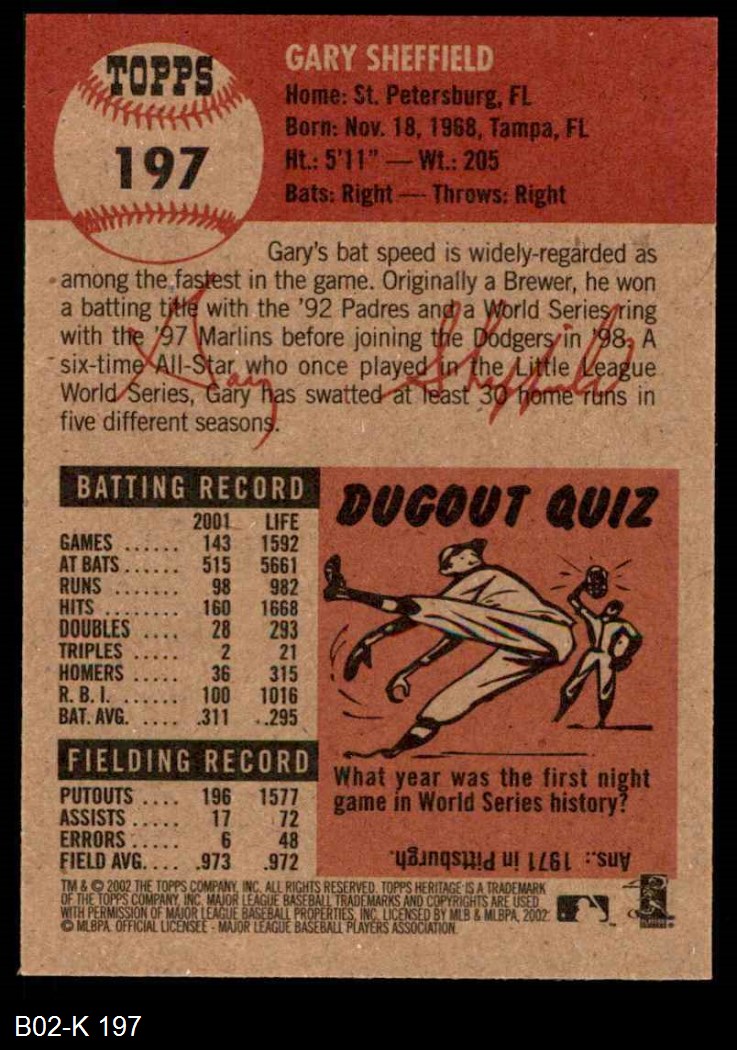 TOPPS
197
GARY SHEFFIELD
Home: St. Petersburg, FL
Born: Nov. 18, 1968, Tampa, FL
Ht.: 5'11" — Wt.: 205
Bats: Right — Throws: Right
Gary's bat speed is widely-regarded as
among the fastest in the game. Originally a Brewer, he won
a batting title with the '92 Padres and a World Series ring
with the '97 Marlins before joining the Dodgers in '98. A
six-time All-Star who once played in the Little League
World Series, Gary has swatted at least 30 home runs in
five different seasons.
Gary Sheffield
BATTING RECORD
2001 LIFE
GAMES ...... 143 1592
AT BATS ...... 515 5661
RUNS ....... 98 982
HITS ........ 160 1668
DOUBLES .... 28 293
TRIPLES ..... 2 21
HOMERS ..... 36 315
R.B.I. ....... 100 1016
BAT. AVG. .... .311 .295
FIELDING RECORD
PUTOUTS .... 196 1577
ASSISTS ..... 17 72
ERRORS ..... 6 48
FIELD AVG.... .973 .972
DUGOUT QUIZ
What year was the first night
game in World Series history?
Ans.: 1971 in Pittsburgh.
TM & © 2002 THE TOPPS COMPANY, INC. ALL RIGHTS RESERVED. TOPPS HERITAGE IS A TRADEMARK
OF THE TOPPS COMPANY, INC. MAJOR LEAGUE BASEBALL TRADEMARKS AND COPYRIGHTS ARE USED
WITH PERMISSION OF MAJOR LEAGUE BASEBALL PROPERTIES, INC. LICENSED BY MLB & MLBPA, 2002.
© MLBPA. OFFICIAL LICENSEE - MAJOR LEAGUE BASEBALL PLAYERS ASSOCIATION.
B02-K 197